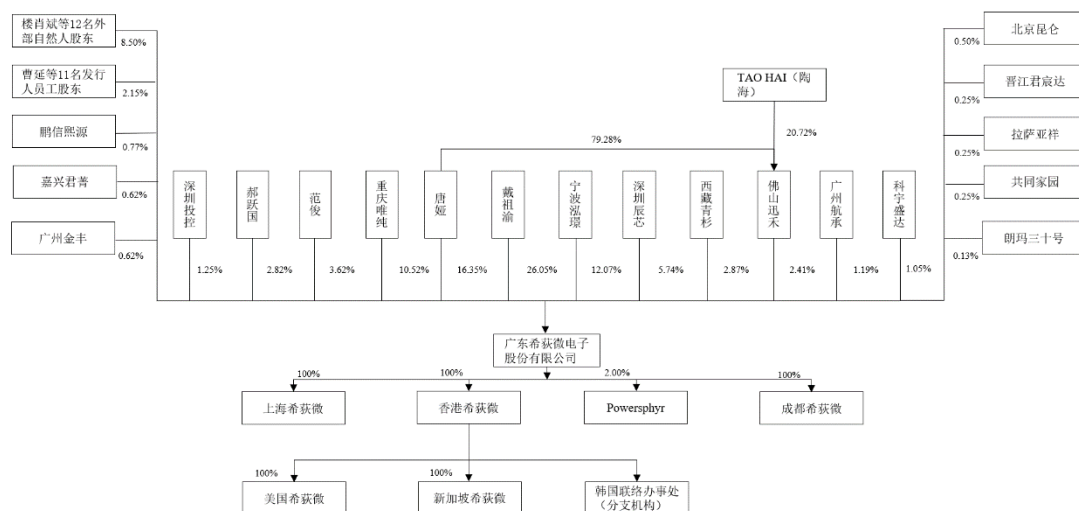 楼肖斌等12名外
部自然人股东
8.50%
曹延等11名发行
人员工股东
2.15%
鹏信熙源
0.77%
嘉兴君菁
0.62%
广州金丰
0.62%
北京昆仑
0.50%
晋江君宸达
0.25%
拉萨亚祥
0.25%
共同家园
0.25%
朗玛三十号
0.13%
TAO HAI（陶
海）
79.28%
20.72%
深圳投控
郝跃国
范俊
重庆唯纯
唐娅
戴祖渝
宁波泓璟
深圳辰芯
西藏青杉
佛山迅禾
广州航承
科宇盛达
1.25%
2.82%
3.62%
10.52%
16.35%
26.05%
12.07%
5.74%
2.87%
2.41%
1.19%
1.05%
广东希荻微电子
股份有限公司
100%
100%
2.00%
100%
上海希荻微
香港希荻微
Powersphyr
成都希荻微
100%
100%
美国希荻微
新加坡希荻微
韩国联络办事处
（分支机构）